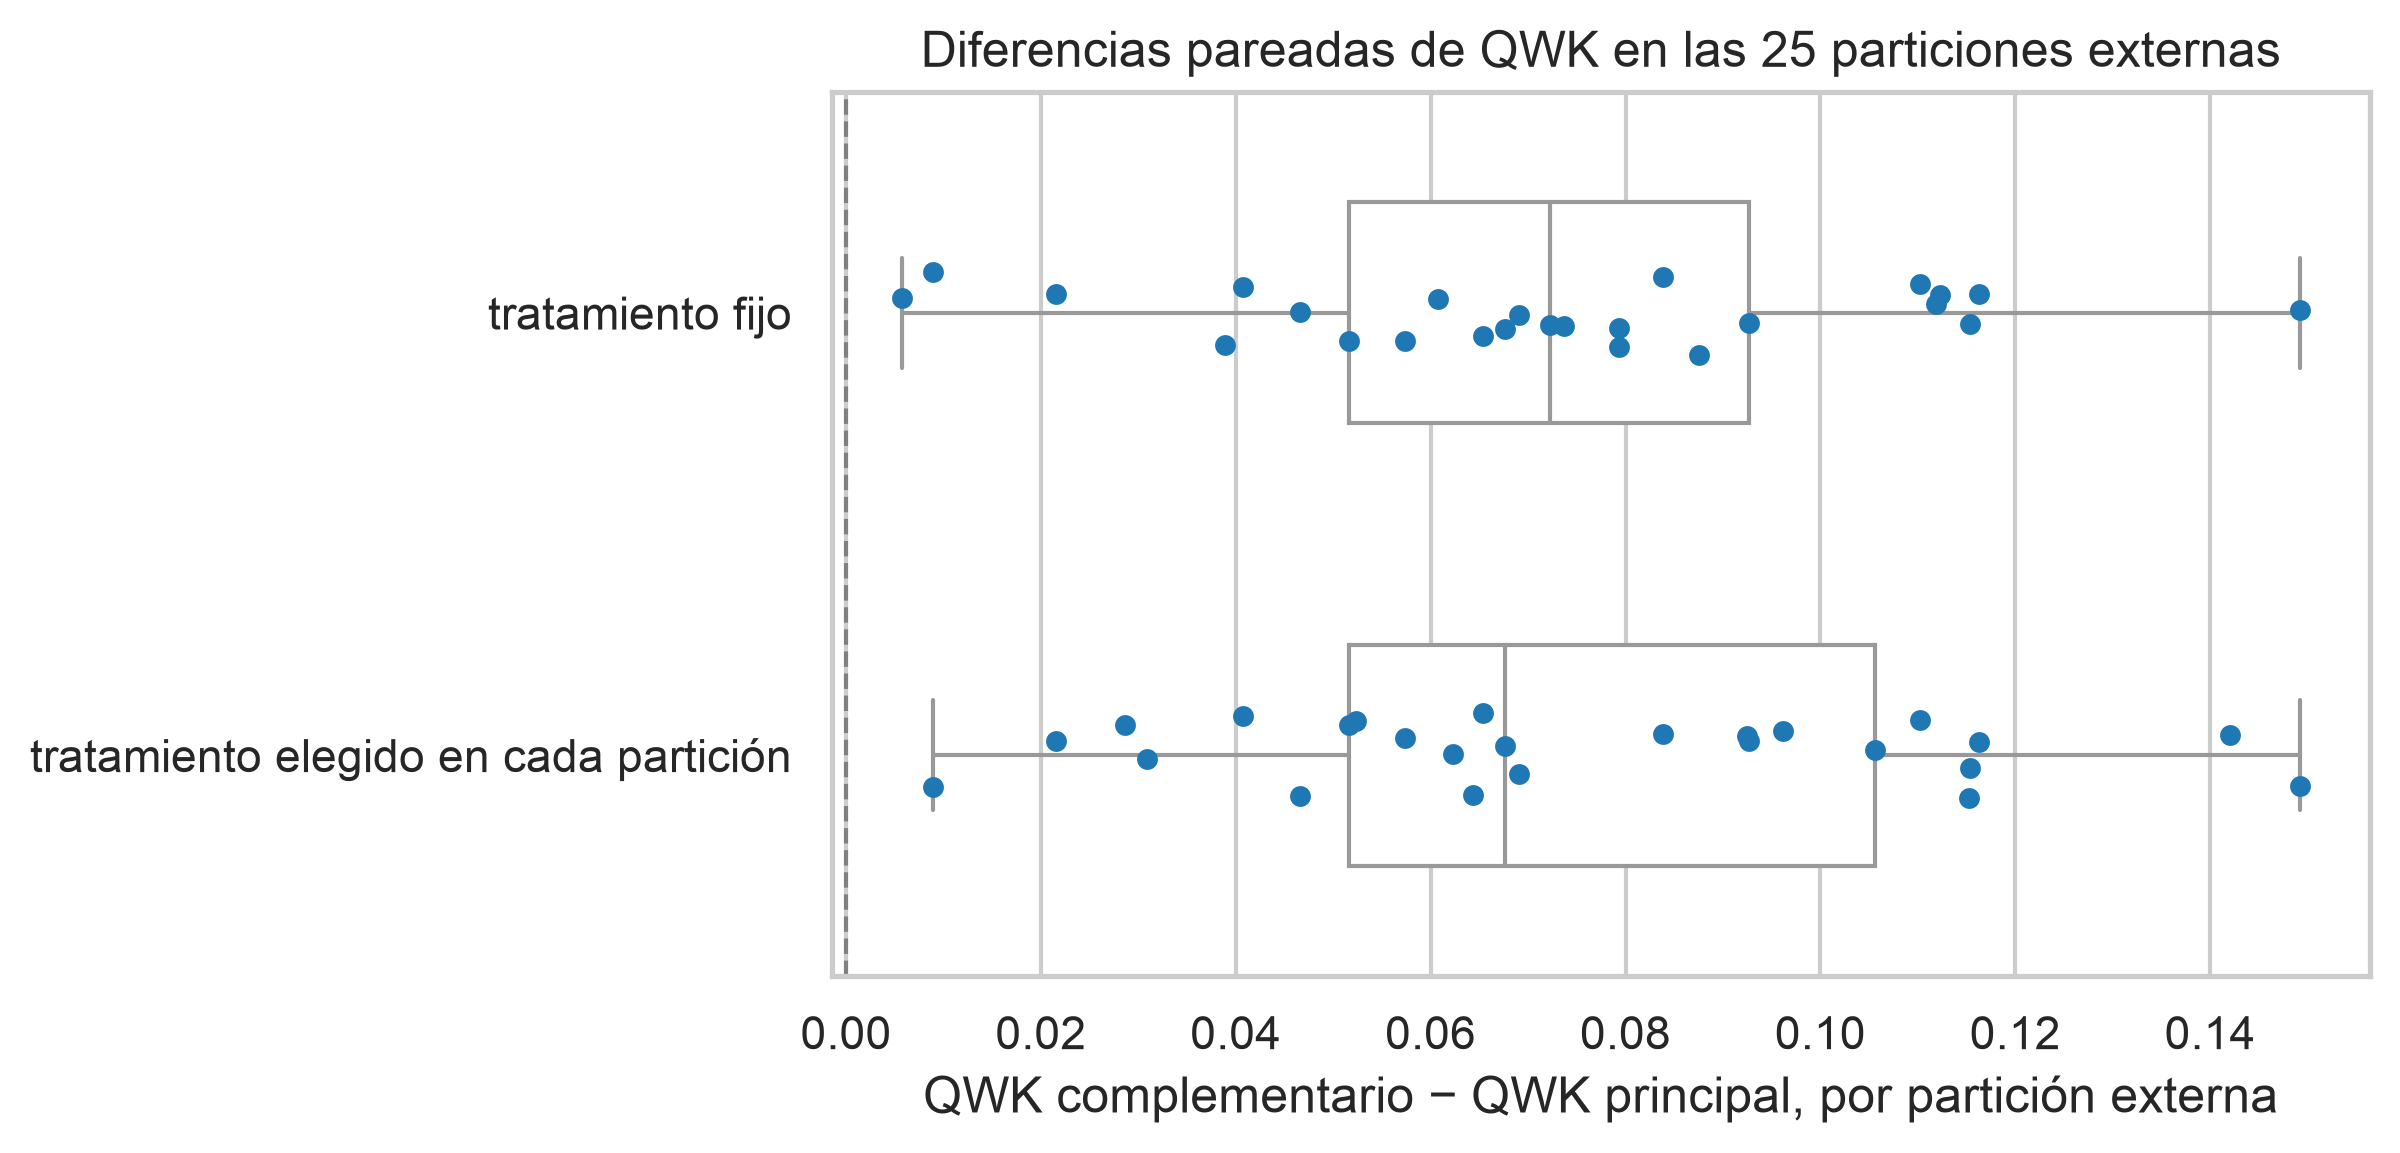 Diferencias pareadas de QWK en las 25 particiones externas
tratamiento fijo
tratamiento elegido en cada partición
0.00 0.02 0.04 0.06 0.08 0.10 0.12 0.14
QWK complementario − QWK principal, por partición externa